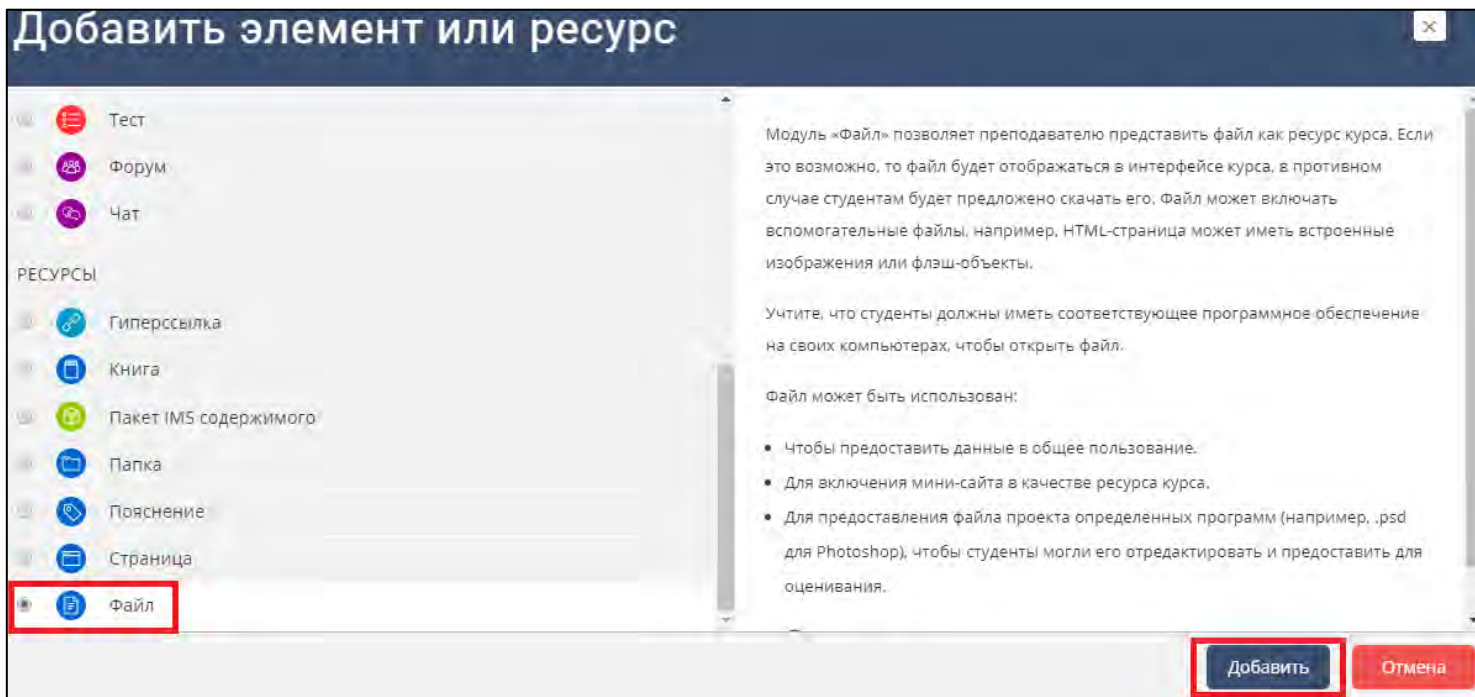 Добавить элемент или ресурс
Тест
Форум
Чат
РЕСУРСЫ
Гиперссылка
Книга
Пакет IMS содержимого
Папка
Пояснение
Страница
Файл
Модуль «Файл» позволяет преподавателю представить файл как ресурс курса. Если
это возможно, то файл будет отображаться в интерфейсе курса, в противном
случае студентам будет предложено скачать его. Файл может включать
вспомогательные файлы, например, HTML-страница может иметь встроенные
изображения или флэш-объекты.
Учтите, что студенты должны иметь соответствующее программное обеспечение
на своих компьютерах, чтобы открыть файл.
Файл может быть использован:
• Чтобы предоставить данные в общее пользование.
• Для включения мини-сайта в качестве ресурса курса.
• Для предоставления файла проекта определенных программ (например, .psd
для Photoshop), чтобы студенты могли его отредактировать и предоставить для
оценивания.
Добавить
Отмена